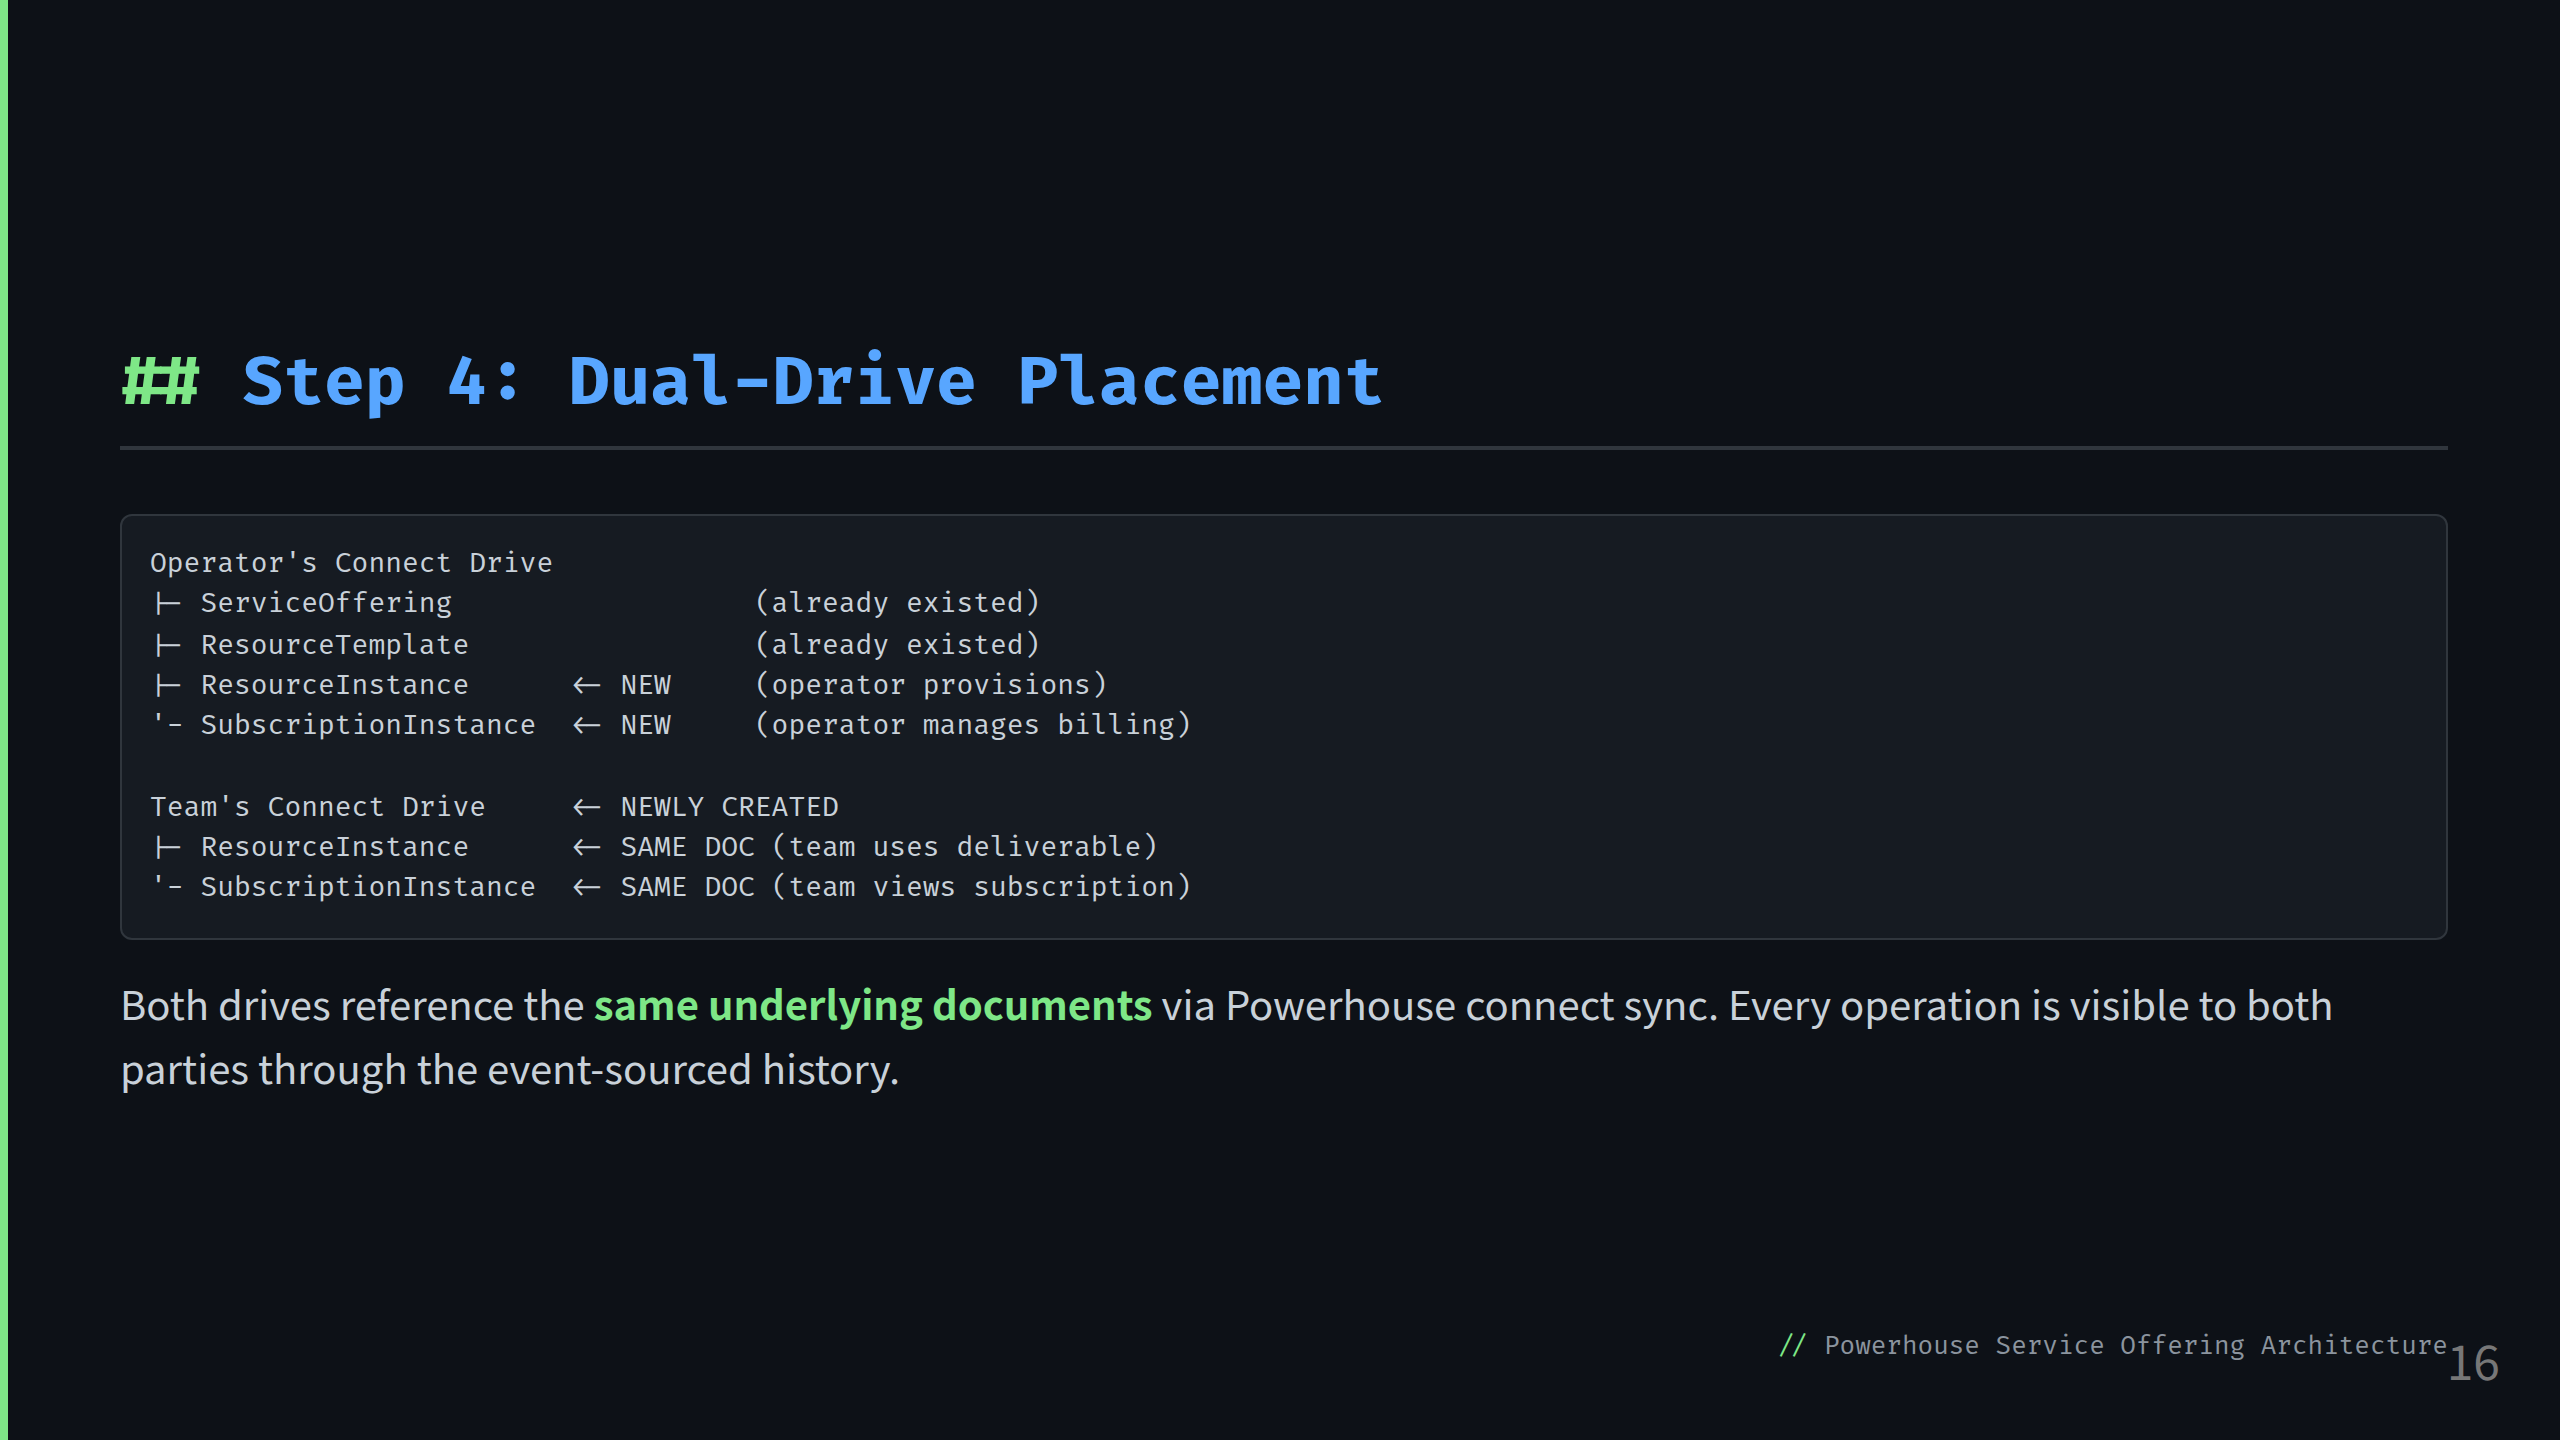 ## Step 4: Dual-Drive Placement
Operator's Connect Drive
|- ServiceOffering                  (already existed)
|- ResourceTemplate                 (already existed)
|- ResourceInstance      <- NEW     (operator provisions)
'- SubscriptionInstance  <- NEW     (operator manages billing)
Team's Connect Drive     <- NEWLY CREATED
|- ResourceInstance      <- SAME DOC (team uses deliverable)
'- SubscriptionInstance  <- SAME DOC (team views subscription)
Both drives reference the same underlying documents via Powerhouse connect sync. Every operation is visible to both
parties through the event-sourced history.
// Powerhouse Service Offering Architecture
16